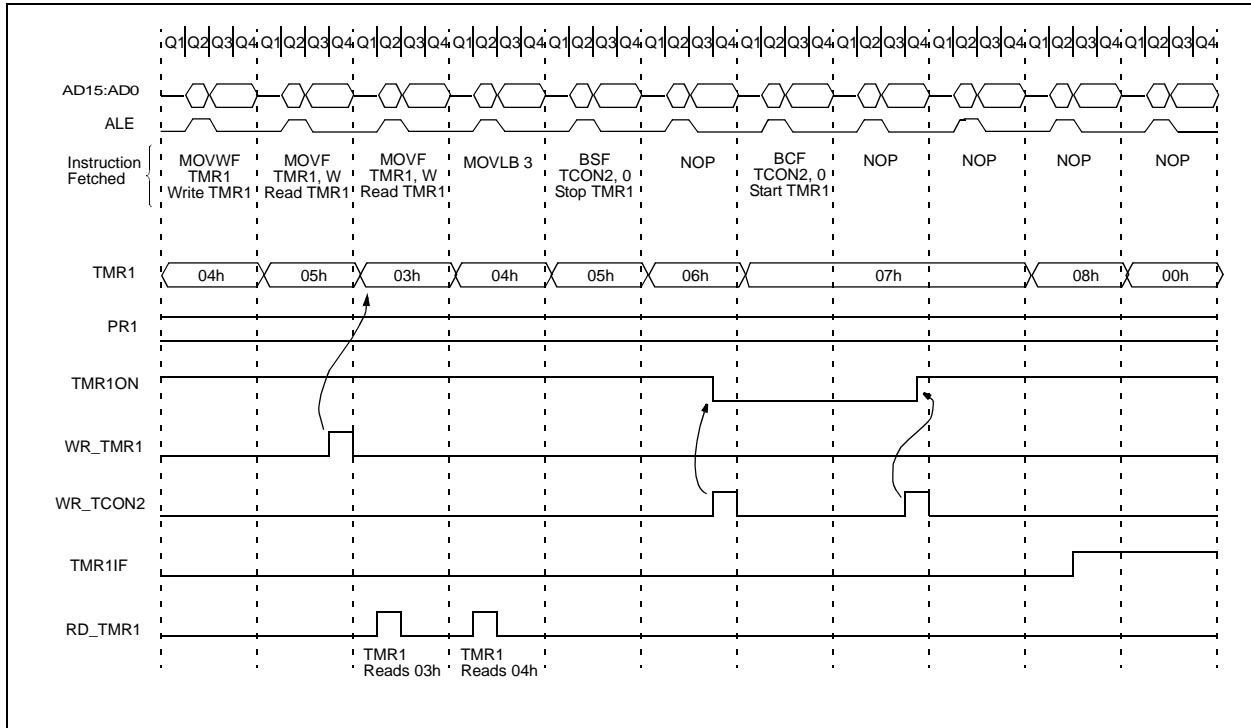 Q1 Q2 Q3 Q4 Q1 Q2 Q3 Q4 Q1 Q2 Q3 Q4 Q1 Q2 Q3 Q4 Q1 Q2 Q3 Q4 Q1 Q2 Q3 Q4 Q1 Q2 Q3 Q4 Q1 Q2 Q3 Q4 Q1 Q2 Q3 Q4 Q1 Q2 Q3 Q4 Q1 Q2 Q3 Q4
AD15:AD0
ALE
Instruction
Fetched
MOVWF
TMR1
Write TMR1
MOVF
TMR1, W
Read TMR1
MOVF
TMR1, W
Read TMR1
MOVLB 3
BSF
TCON2, 0
Stop TMR1
NOP
BCF
TCON2, 0
Start TMR1
NOP
NOP
NOP
NOP
TMR1
04h
05h
03h
04h
05h
06h
07h
08h
00h
PR1
TMR1ON
WR_TMR1
WR_TCON2
TMR1IF
RD_TMR1
TMR1
Reads 03h
TMR1
Reads 04h